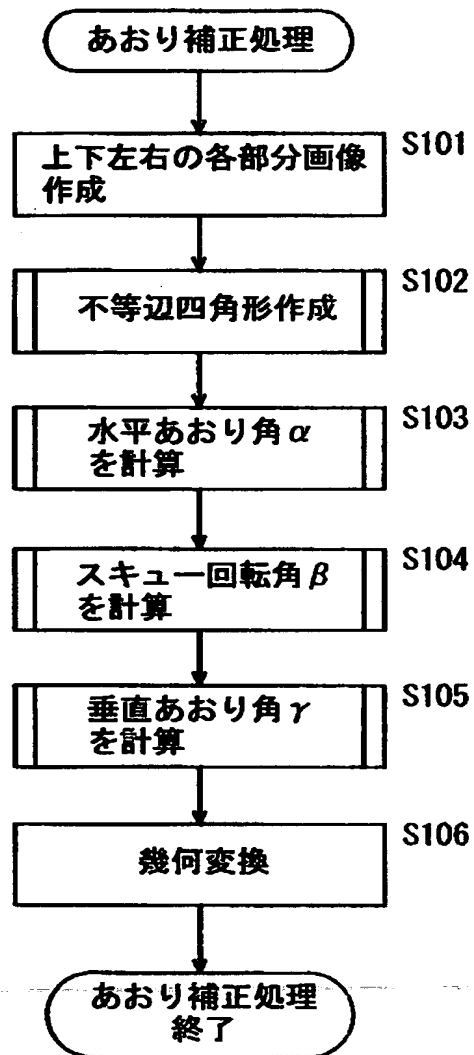 あおり補正処理
上下左右の各部分画像
作成
S101
不等辺四角形作成
S102
水平あおり角α
を計算
S103
スキュー回転角β
を計算
S104
垂直あおり角γ
を計算
S105
幾何変換
S106
あおり補正処理
終了